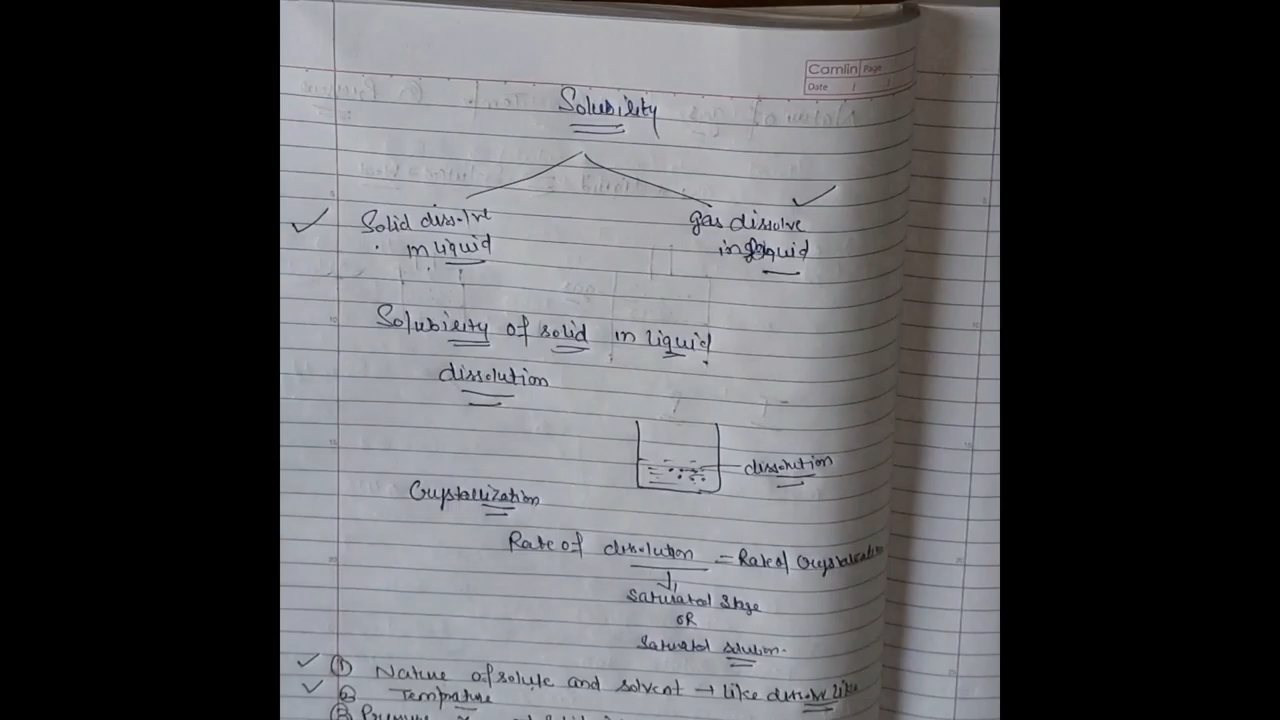 Camlin Page
Date / /
Solubility
Solid dissolve
in liquid
gas dissolve
in liquid
Solubility of solid in liquid
dissolution
dissolution
Crystallization
Rate of dissolution = Rate of Crystallization
Saturated Stage
OR
Saturated solution.
① Nature of solute and solvent → like dissolve like
② Temprature
③ Pressure